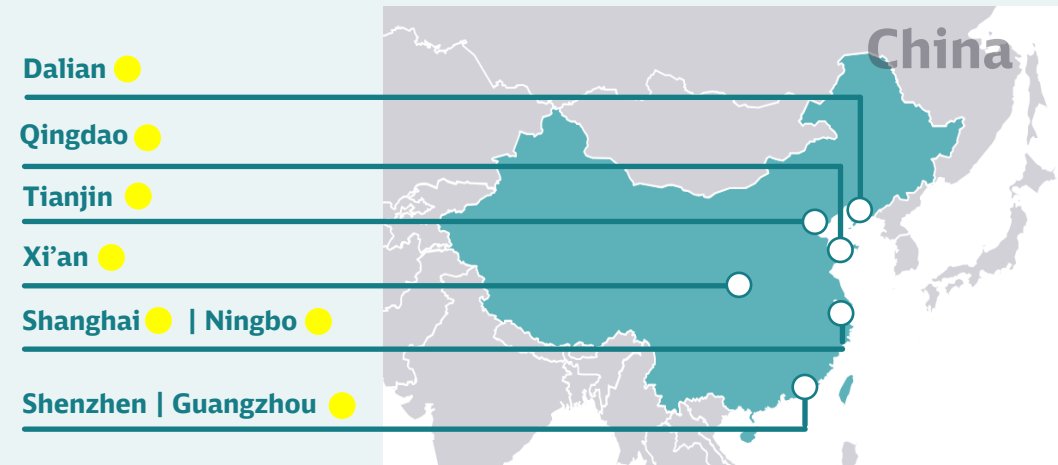 China
Dalian
Qingdao
Tianjin
Xi’an
Shanghai | Ningbo
Shenzhen | Guangzhou